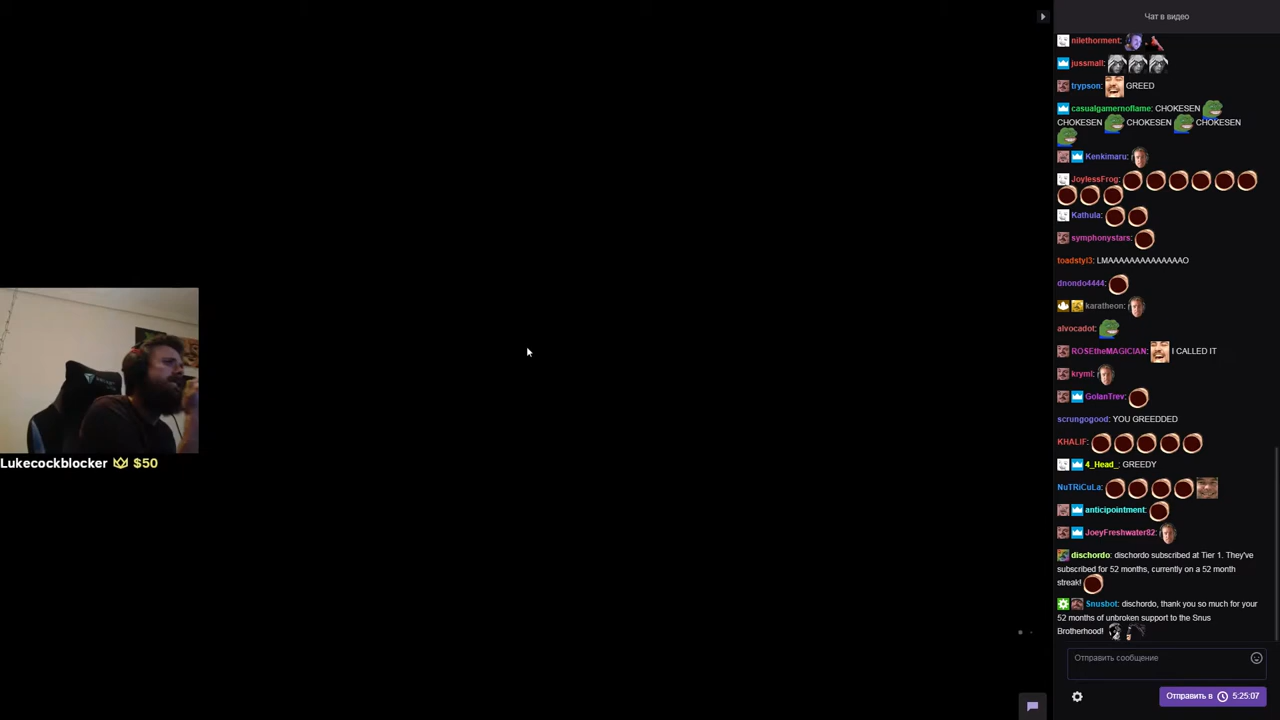 Чат в видео
nilethorment:
jussmall:
trypson: GREED
casualgamernoflame: CHOKESEN
CHOKESEN CHOKESEN CHOKESEN
Kenkimaru:
JoylessFrog:
Kathula:
symphonystars:
toadstyl3: LMAAAAAAAAAAAAAAO
dnondo4444:
karatheon:
alvocadot:
ROSEtheMAGICIAN: I CALLED IT
kryml:
GolanTrev:
scrungogood: YOU GREEDDED
KHALIF:
4_Head_: GREEDY
NuTRiCuLa:
anticipointment:
JoeyFreshwater82:
dischordo: dischordo subscribed at Tier 1. They've
subscribed for 52 months, currently on a 52 month
streak!
Snusbot: dischordo, thank you so much for your
52 months of unbroken support to the Snus
Brotherhood!
Отправить сообщение
Отправить в 5:25:07
Lukecockblocker $50